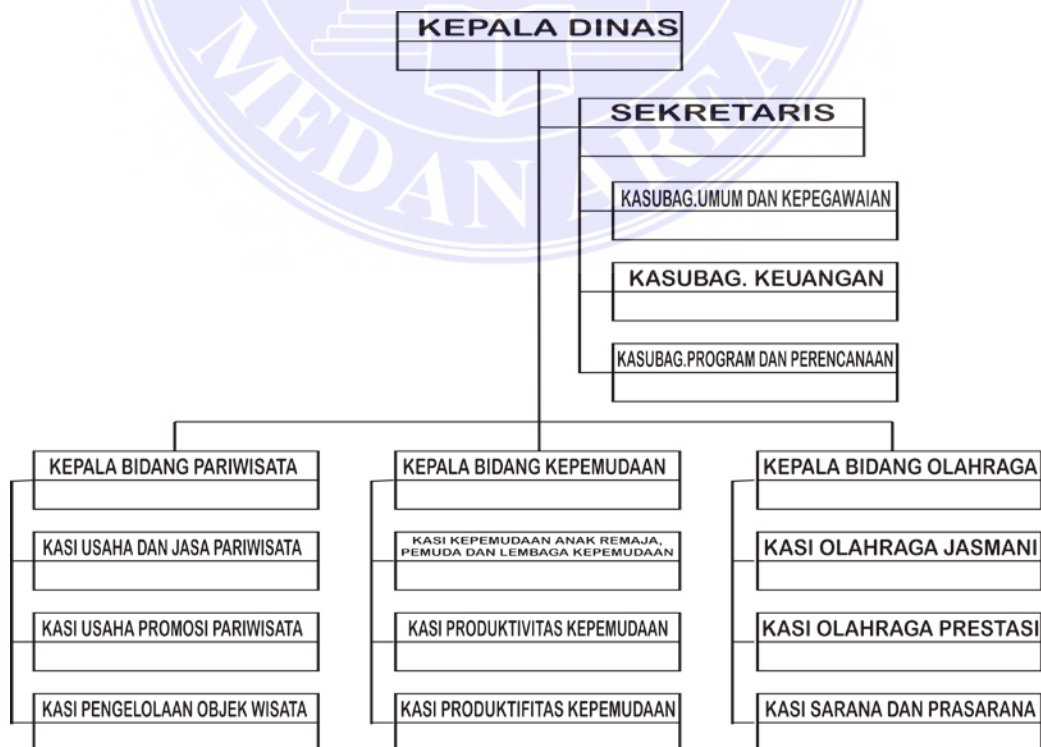 KEPALA DINAS
SEKRETARIS
KASUBAG.UMUM DAN KEPEGAWAIAN
KASUBAG. KEUANGAN
KASUBAG.PROGRAM DAN PERENCANAAN
KEPALA BIDANG PARIWISATA
KASI USAHA DAN JASA PARIWISATA
KASI USAHA PROMOSI PARIWISATA
KASI PENGELOLAAN OBJEK WISATA
KEPALA BIDANG KEPEMUDAAN
KASI KEPEMUDAAN ANAK REMAJA,
PEMUDA DAN LEMBAGA KEPEMUDAAN
KASI PRODUKTIVITAS KEPEMUDAAN
KASI PRODUKTIFITAS KEPEMUDAAN
KEPALA BIDANG OLAHRAGA
KASI OLAHRAGA JASMANI
KASI OLAHRAGA PRESTASI
KASI SARANA DAN PRASARANA
MEDAN AREA